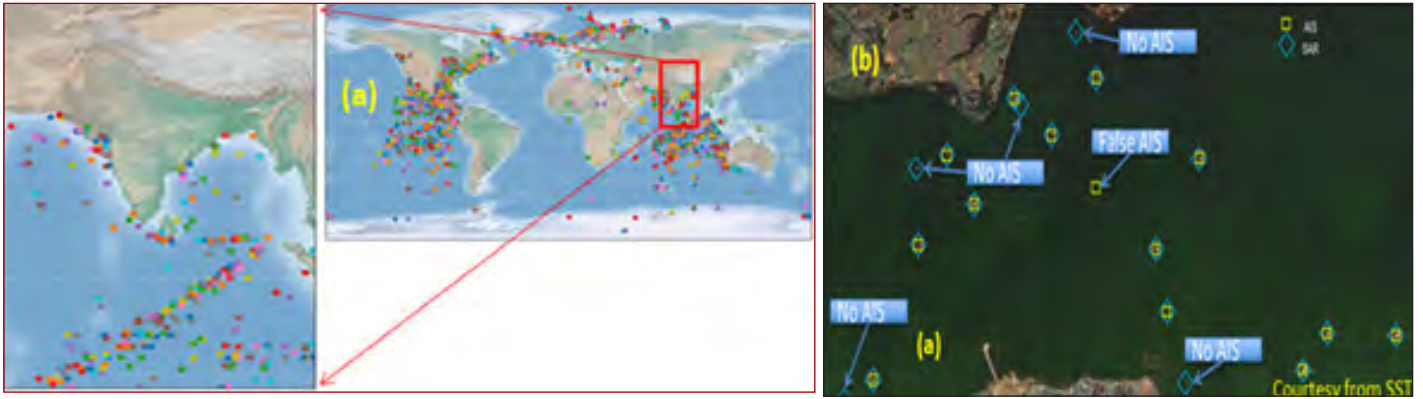 (a)
(b)
No AIS
AIS
SAR
False AIS
No AIS
No AIS
(a)
No AIS
Courtesy from SST